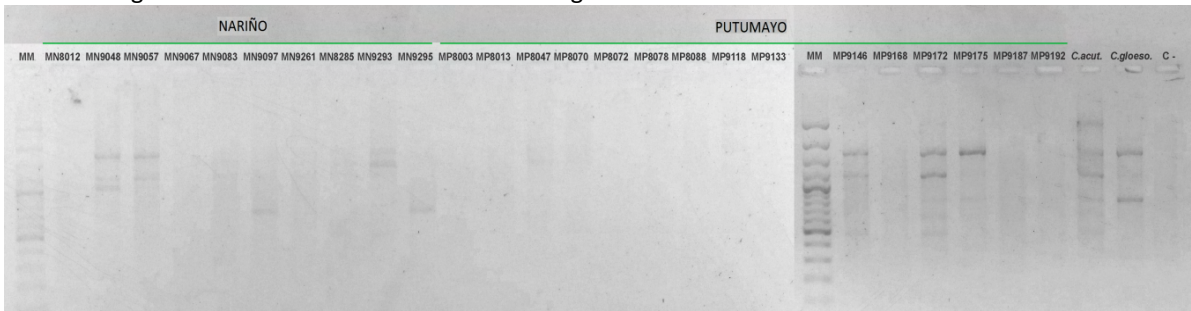 NARIÑO PUTUMAYO
MM MN8012 MN9048 MN9057 MN9067 MN9083 MN9097 MN9261 MN8285 MN9293 MN9295 MP8003 MP8013 MP8047 MP8070 MP8072 MP8078 MP8088 MP9118 MP9133 MM MP9146 MP9168 MP9172 MP9175 MP9187 MP9192 C.acut. C.gloeso. C -